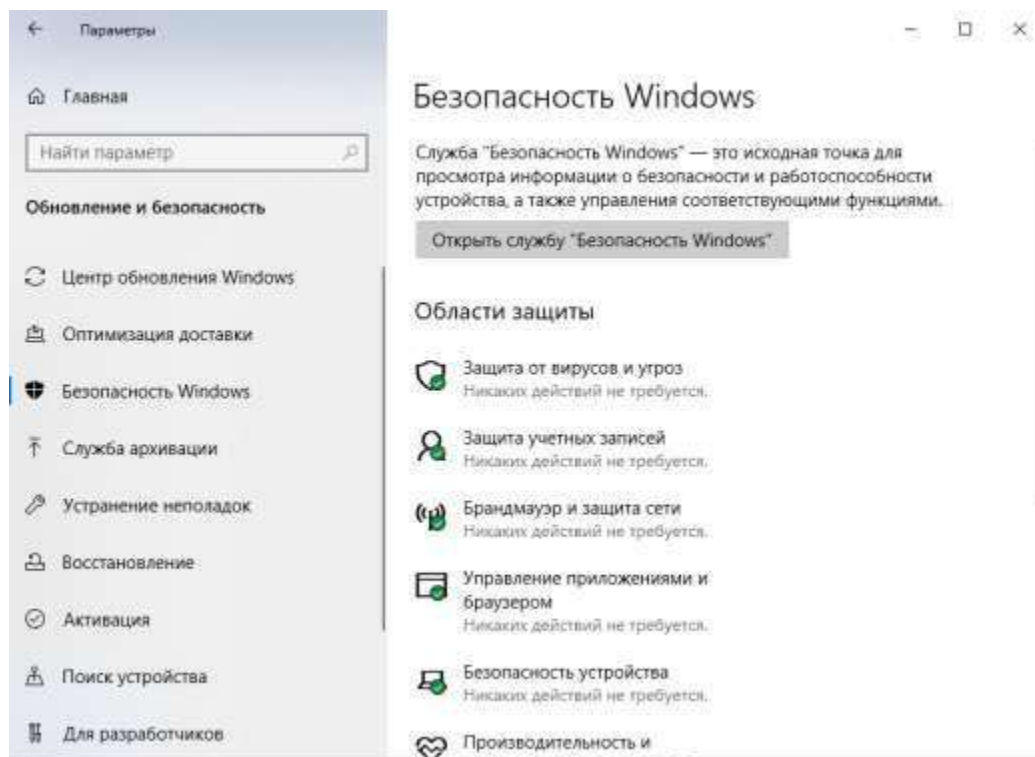 Параметры
Главная
Найти параметр
Обновление и безопасность
Центр обновления Windows
Оптимизация доставки
Безопасность Windows
Служба архивации
Устранение неполадок
Восстановление
Активация
Поиск устройства
Для разработчиков
Безопасность Windows
Служба "Безопасность Windows" — это исходная точка для
просмотра информации о безопасности и работоспособности
устройства, а также управления соответствующими функциями.
Открыть службу "Безопасность Windows"
Области защиты
Защита от вирусов и угроз
Никаких действий не требуется.
Защита учетных записей
Никаких действий не требуется.
Брандмауэр и защита сети
Никаких действий не требуется.
Управление приложениями и
браузером
Никаких действий не требуется.
Безопасность устройства
Никаких действий не требуется.
Производительность и